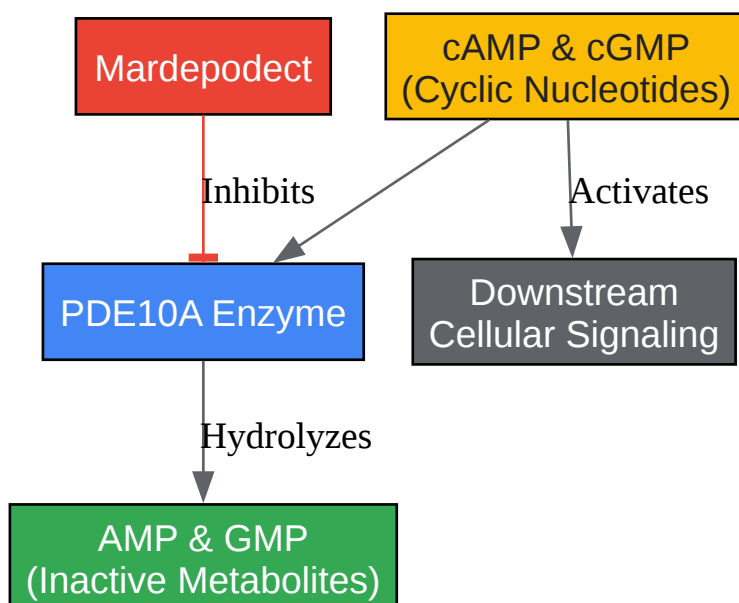 Mardepodect
cAMP & cGMP
(Cyclic Nucleotides)
Inhibits
Activates
PDE10A Enzyme
Downstream
Cellular Signaling
Hydrolyzes
AMP & GMP
(Inactive Metabolites)